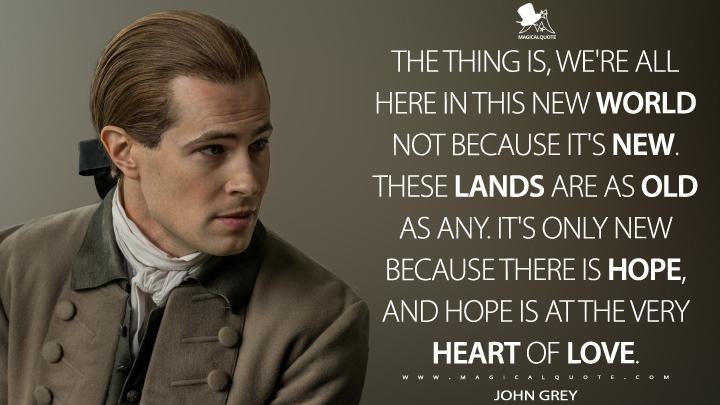 MAGICALQUOTE
THE THING IS, WE'RE ALL
HERE IN THIS NEW WORLD
NOT BECAUSE IT'S NEW.
THESE LANDS ARE AS OLD
AS ANY. IT'S ONLY NEW
BECAUSE THERE IS HOPE,
AND HOPE IS AT THE VERY
HEART OF LOVE.
WWW.MAGICALQUOTE.COM
JOHN GREY